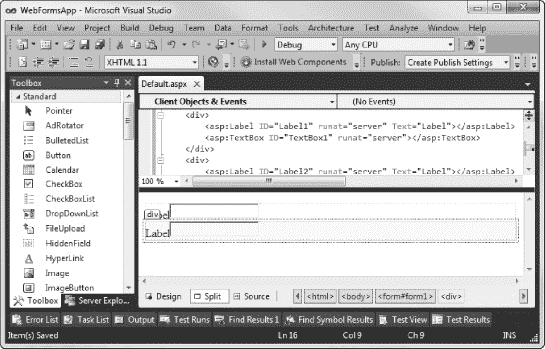 WebFormsApp - Microsoft Visual Studio
File Edit View Project Build Debug Team Data Format Tools Architecture Test Analyze Window Help
Debug Any CPU
XHTML 1.1 Install Web Components Publish: Create Publish Settings
Toolbox
Default.aspx X
Standard
Client Objects & Events (No Events)
Pointer
AdRotator
BulletedList
Button
Calendar
CheckBox
CheckBoxList
DropDownList
FileUpload
HiddenField
HyperLink
Image
ImageButton
<div>
<asp:Label ID="Label1" runat="server" Text="Label"></asp:Label>
<asp:TextBox ID="TextBox1" runat="server"></asp:TextBox>
</div>
<div>
<asp:Label ID="Label2" runat="server" Text="Label"></asp:Label>
100 %
div el
Label
Design Split Source <html> <body> <form#form1> <div>
Toolbox Server Explo...
Error List Task List Output Test Runs Find Results 1 Find Symbol Results Test View Test Results
Item(s) Saved Ln 16 Col 9 Ch 9 INS